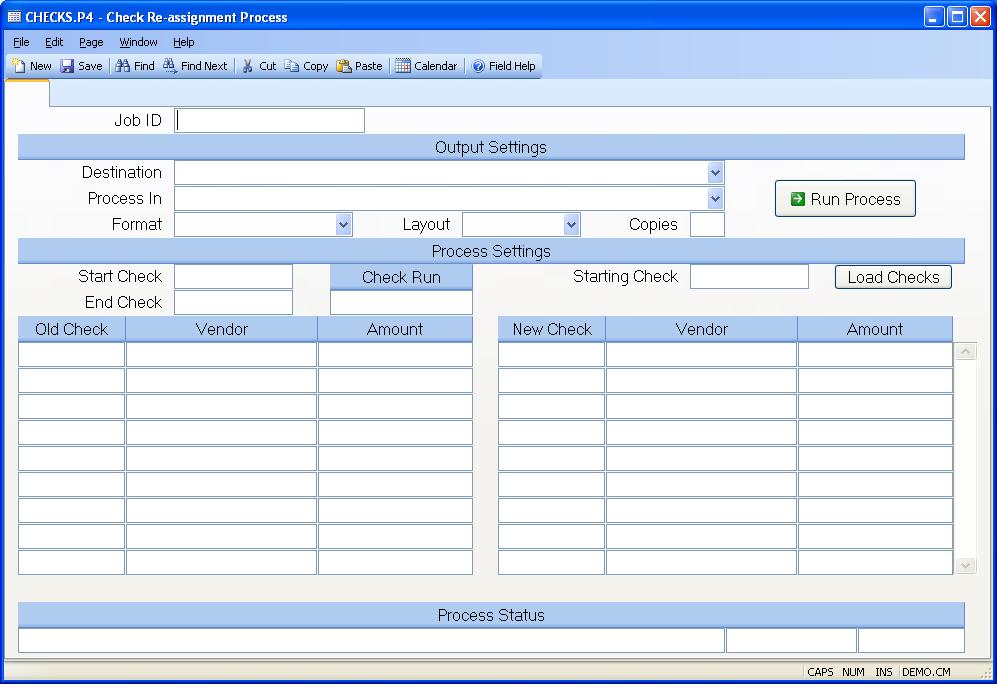 CHECKS.P4 - Check Re-assignment Process
File Edit Page Window Help
New Save Find Find Next Cut Copy Paste Calendar Field Help
Job ID
Output Settings
Destination
Process In
Run Process
Format Layout Copies
Process Settings
Start Check Check Run Starting Check Load Checks
End Check
Old Check Vendor Amount New Check Vendor Amount
Process Status
CAPS NUM INS DEMO.CM